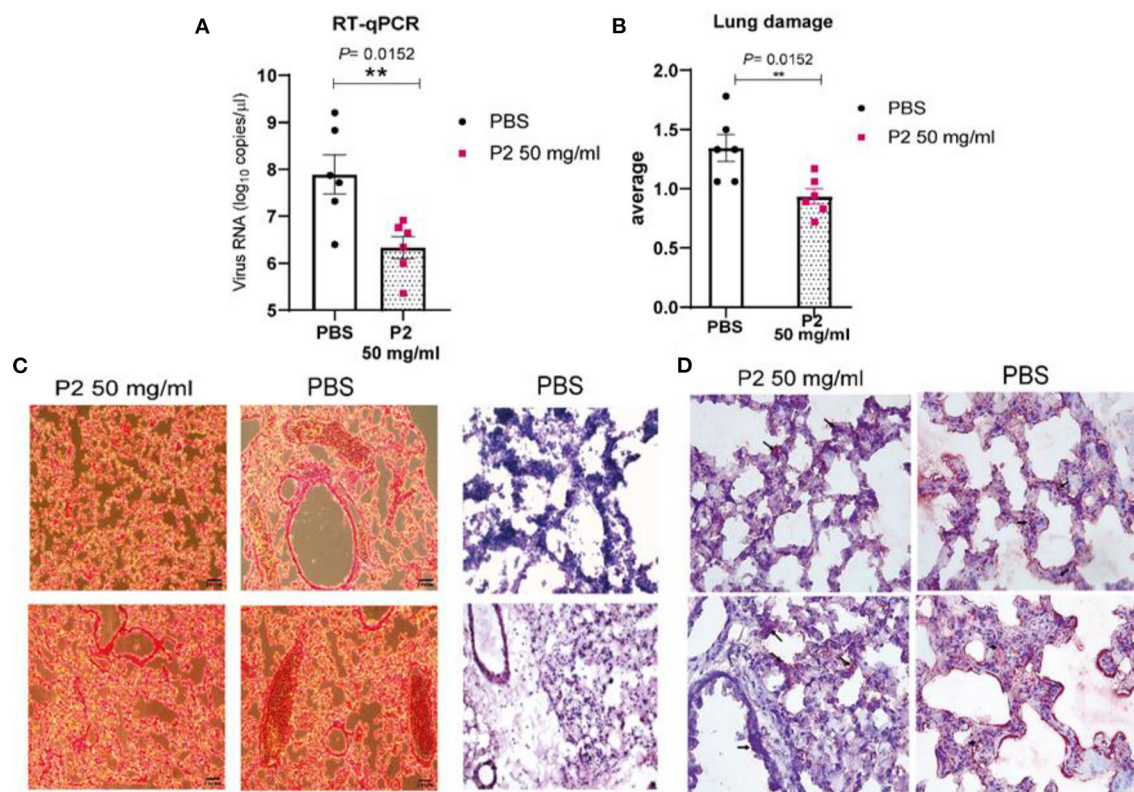 A
RT-qPCR
P= 0.0152
**
Virus RNA (log10 copies/μl)
10
9
8
7
6
5
PBS
P2
50 mg/ml
PBS
P2 50 mg/ml
B
Lung damage
P= 0.0152
**
average
2.0
1.5
1.0
0.5
0.0
PBS
P2
50 mg/ml
PBS
P2 50 mg/ml
C
P2 50 mg/ml
PBS
PBS
D
P2 50 mg/ml
PBS